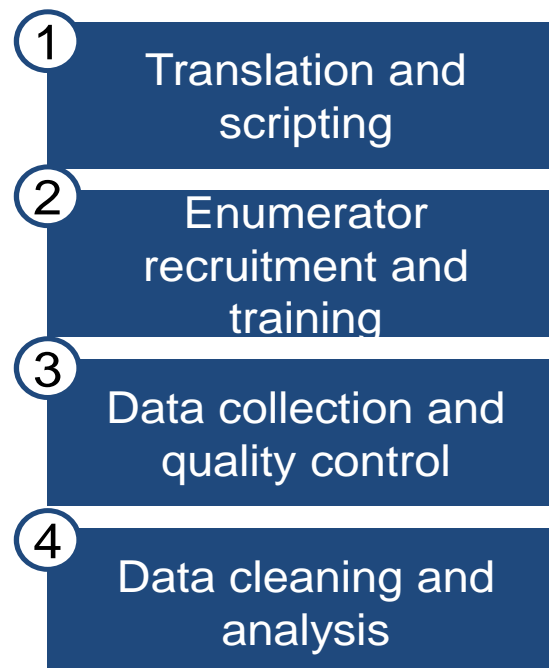 1
Translation and
scripting
2
Enumerator
recruitment and
training
3
Data collection and
quality control
4
Data cleaning and
analysis